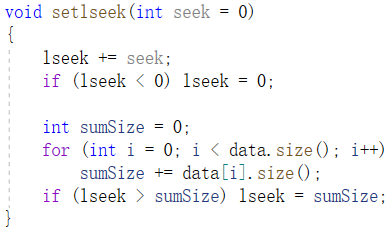 void setlseek(int seek = 0)
{
    lseek += seek;
    if (lseek < 0) lseek = 0;

    int sumSize = 0;
    for (int i = 0; i < data.size(); i++)
        sumSize += data[i].size();
    if (lseek > sumSize) lseek = sumSize;
}